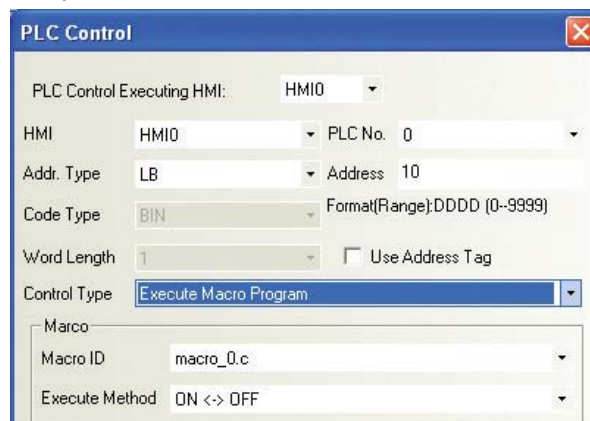 PLC Control
PLC Control Executing HMI: HMI0
HMI HMI0 PLC No. 0
Addr. Type LB Address 10
Code Type BIN Format(Range):DDDD (0--9999)
Word Length 1 Use Address Tag
Control Type Execute Macro Program
Marco
Macro ID macro_0.c
Execute Method ON <-> OFF